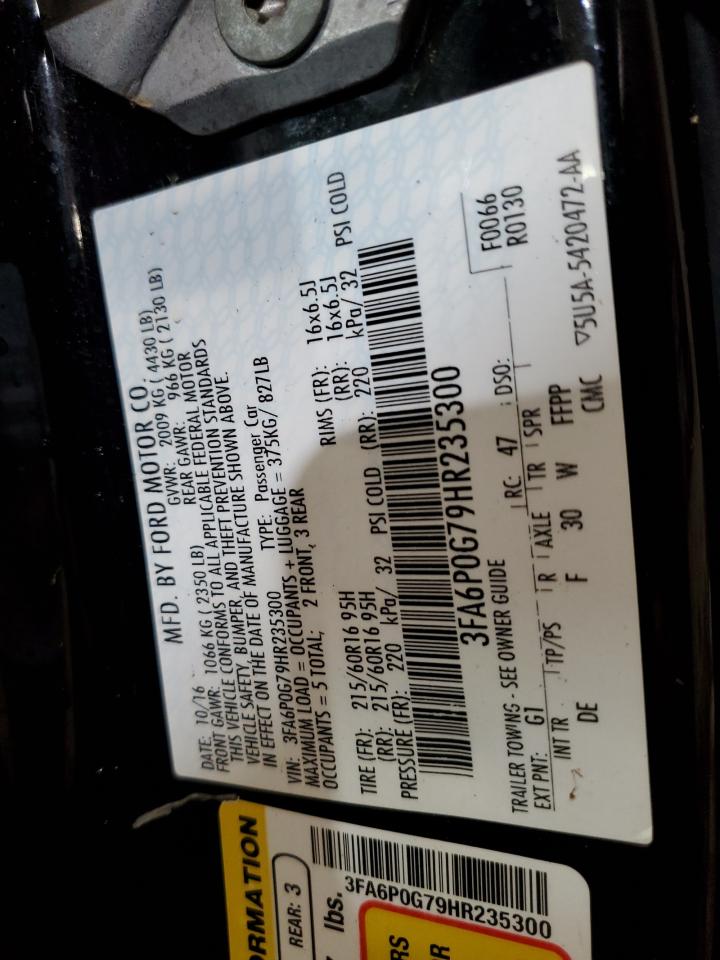 MFD. BY FORD MOTOR CO.
DATE: 10/16 GVWR: 2009 KG ( 4430 LB)
FRONT GAWR: 1066 KG ( 2350 LB) REAR GAWR: 966 KG ( 2130 LB)
THIS VEHICLE CONFORMS TO ALL APPLICABLE FEDERAL MOTOR
VEHICLE SAFETY, BUMPER, AND THEFT PREVENTION STANDARDS
IN EFFECT ON THE DATE OF MANUFACTURE SHOWN ABOVE.
VIN: 3FA6P0G79HR235300 TYPE: Passenger Car
MAXIMUM LOAD = OCCUPANTS + LUGGAGE = 375KG/ 827LB
OCCUPANTS = 5 TOTAL; 2 FRONT, 3 REAR
TIRE (FR): 215/60R16 95H RIMS (FR): 16x6.5J
(RR): 215/60R16 95H (RR): 16x6.5J
PRESSURE (FR): 220 kPa/ 32 PSI COLD (RR): 220 kPa/ 32 PSI COLD
3FA6P0G79HR235300
F0066
R0130
TRAILER TOWING - SEE OWNER GUIDE
EXT PNT: G1 RC: 47 DSO:
INT TR TP/PS R AXLE TR SPR
DE F 30 W FFPP
CMC ▽5U5A-5420472-AA
ORMATION
REAR: 3
lbs.
3FA6P0G79HR235300
RS
R